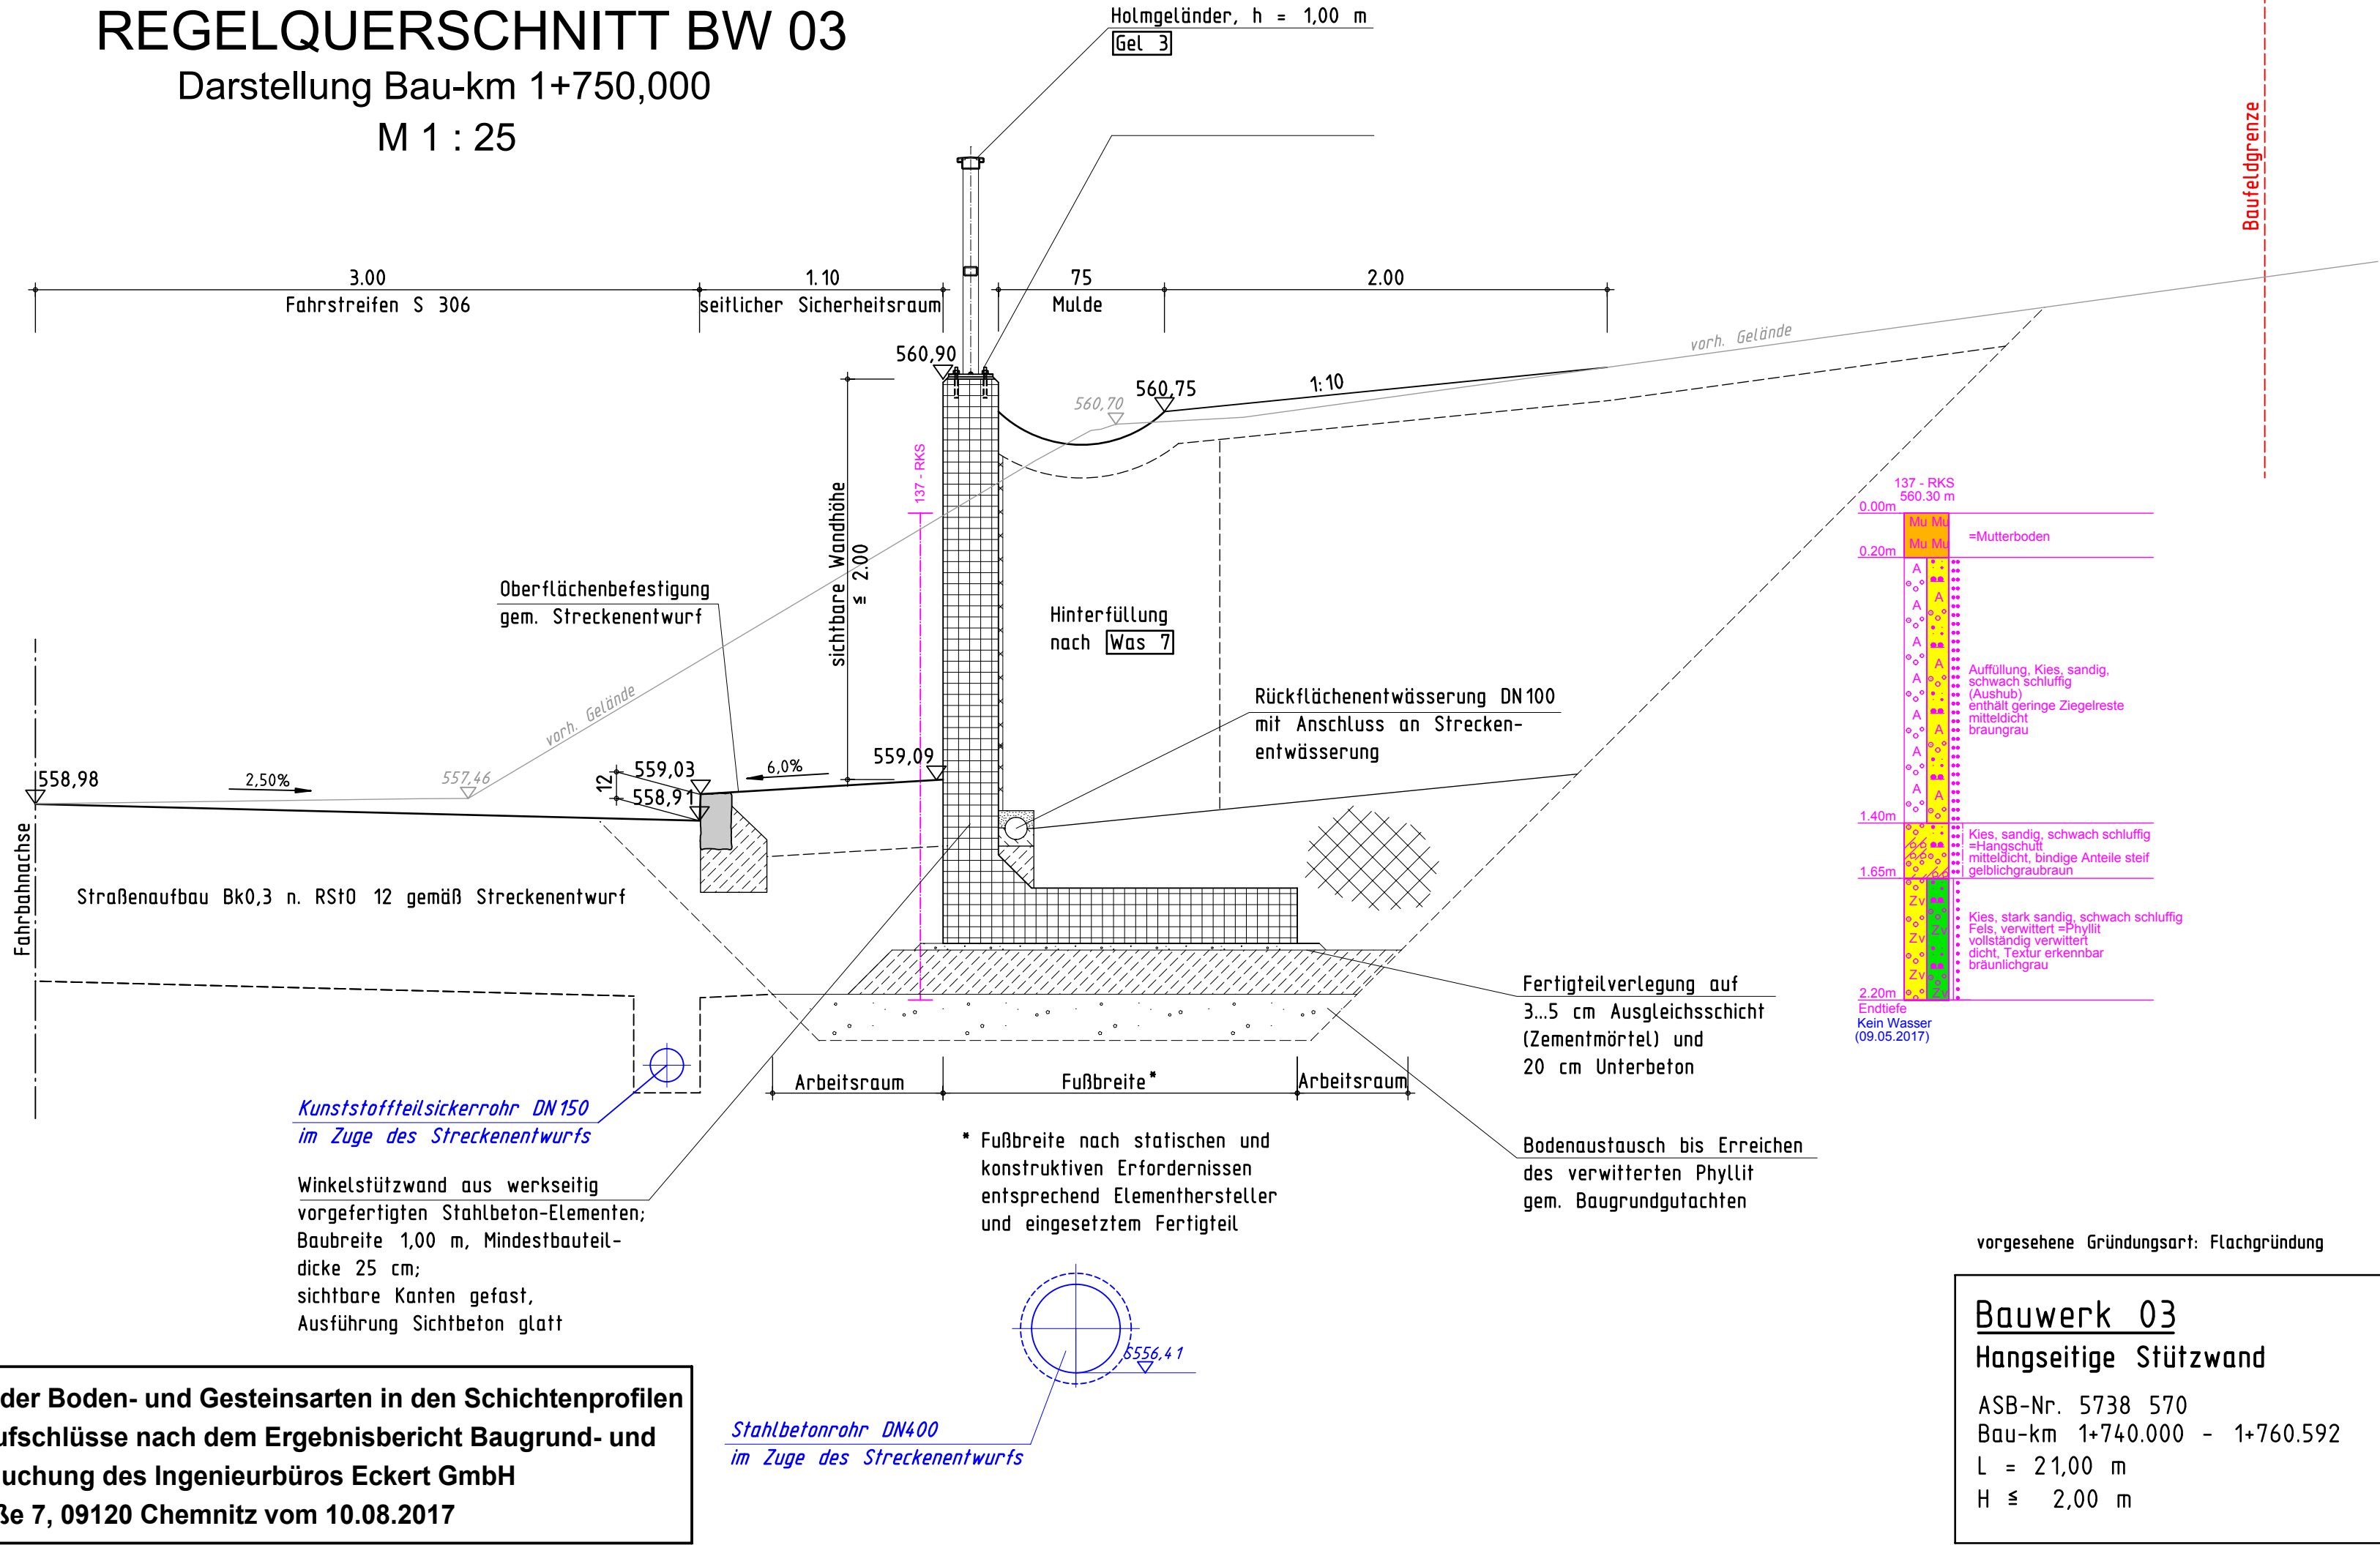 REGELQUERSCHNITT BW 03
Darstellung Bau-km 1+750,000
M 1 : 25
Holmgeländer, h = 1,00 m
Gel 3
Baufeldgrenze
3.00
Fahrstreifen S 306
1.10
seitlicher Sicherheitsraum
75
Mulde
2.00
560,90
560,75
560,70
1:10
vorh. Gelände
sichtbare Wandhöhe
≦ 2.00
137 - RKS
Oberflächenbefestigung
gem. Streckenentwurf
Hinterfüllung
nach Was 7
Rückflächenentwässerung DN100
mit Anschluss an Strecken-
entwässerung
vorh. Gelände
558,98
2,50%
557,46
12
559,03
558,91
6,0%
559,09
Fahrbahnachse
Straßenaufbau Bk0,3 n. RStO 12 gemäß Streckenentwurf
137 - RKS
560.30 m
0.00m
Mu Mu
Mu Mu
=Mutterboden
0.20m
A
A
A
A
A
A
A
A
A
A
A
Auffüllung, Kies, sandig,
schwach schluffig
(Aushub)
enthält geringe Ziegelreste
mitteldicht
braungrau
1.40m
Kies, sandig, schwach schluffig
=Hangschutt
mitteldicht, bindige Anteile steif
gelblichgraubraun
1.65m
Zv
Zv
Zv
Zv
Z
Kies, stark sandig, schwach schluffig
Fels, verwittert =Phyllit
vollständig verwittert
dicht, Textur erkennbar
bräunlichgrau
2.20m
Endtiefe
Kein Wasser
(09.05.2017)
Fertigteilverlegung auf
3...5 cm Ausgleichsschicht
(Zementmörtel) und
20 cm Unterbeton
Arbeitsraum
Fußbreite*
Arbeitsraum
Kunststoffteilsickerrohr DN150
im Zuge des Streckenentwurfs
* Fußbreite nach statischen und
konstruktiven Erfordernissen
entsprechend Elementhersteller
und eingesetztem Fertigteil
Bodenaustausch bis Erreichen
des verwitterten Phyllit
gem. Baugrundgutachten
Winkelstützwand aus werkseitig
vorgefertigten Stahlbeton-Elementen;
Baubreite 1,00 m, Mindestbauteil-
dicke 25 cm;
sichtbare Kanten gefast,
Ausführung Sichtbeton glatt
S556,41
Stahlbetonrohr DN400
im Zuge des Streckenentwurfs
vorgesehene Gründungsart: Flachgründung
Bauwerk 03
Hangseitige Stützwand
ASB-Nr. 5738 570
Bau-km 1+740.000 - 1+760.592
L = 21,00 m
H ≦ 2,00 m
der Boden- und Gesteinsarten in den Schichtenprofilen
ufschlüsse nach dem Ergebnisbericht Baugrund- und
uchung des Ingenieurbüros Eckert GmbH
ße 7, 09120 Chemnitz vom 10.08.2017